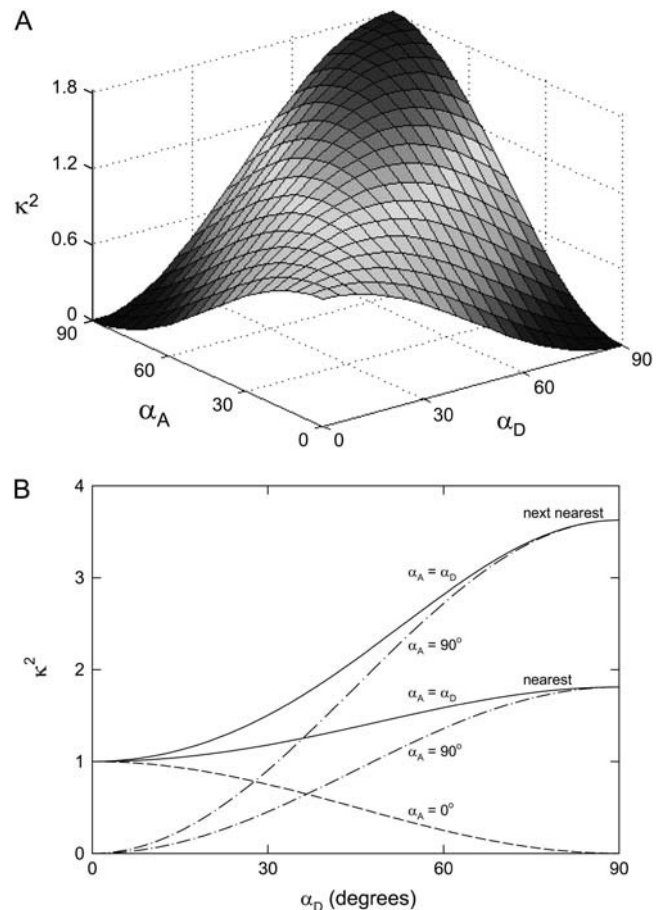 A
1.8
1.2
κ²
0.6
0
90
60
30
0
α_A
0
30
60
90
α_D
B
4
next nearest
α_A = α_D
3
α_A = 90°
κ²
2
nearest
α_A = α_D
α_A = 90°
1
α_A = 0°
0
0 30 60 90
α_D (degrees)